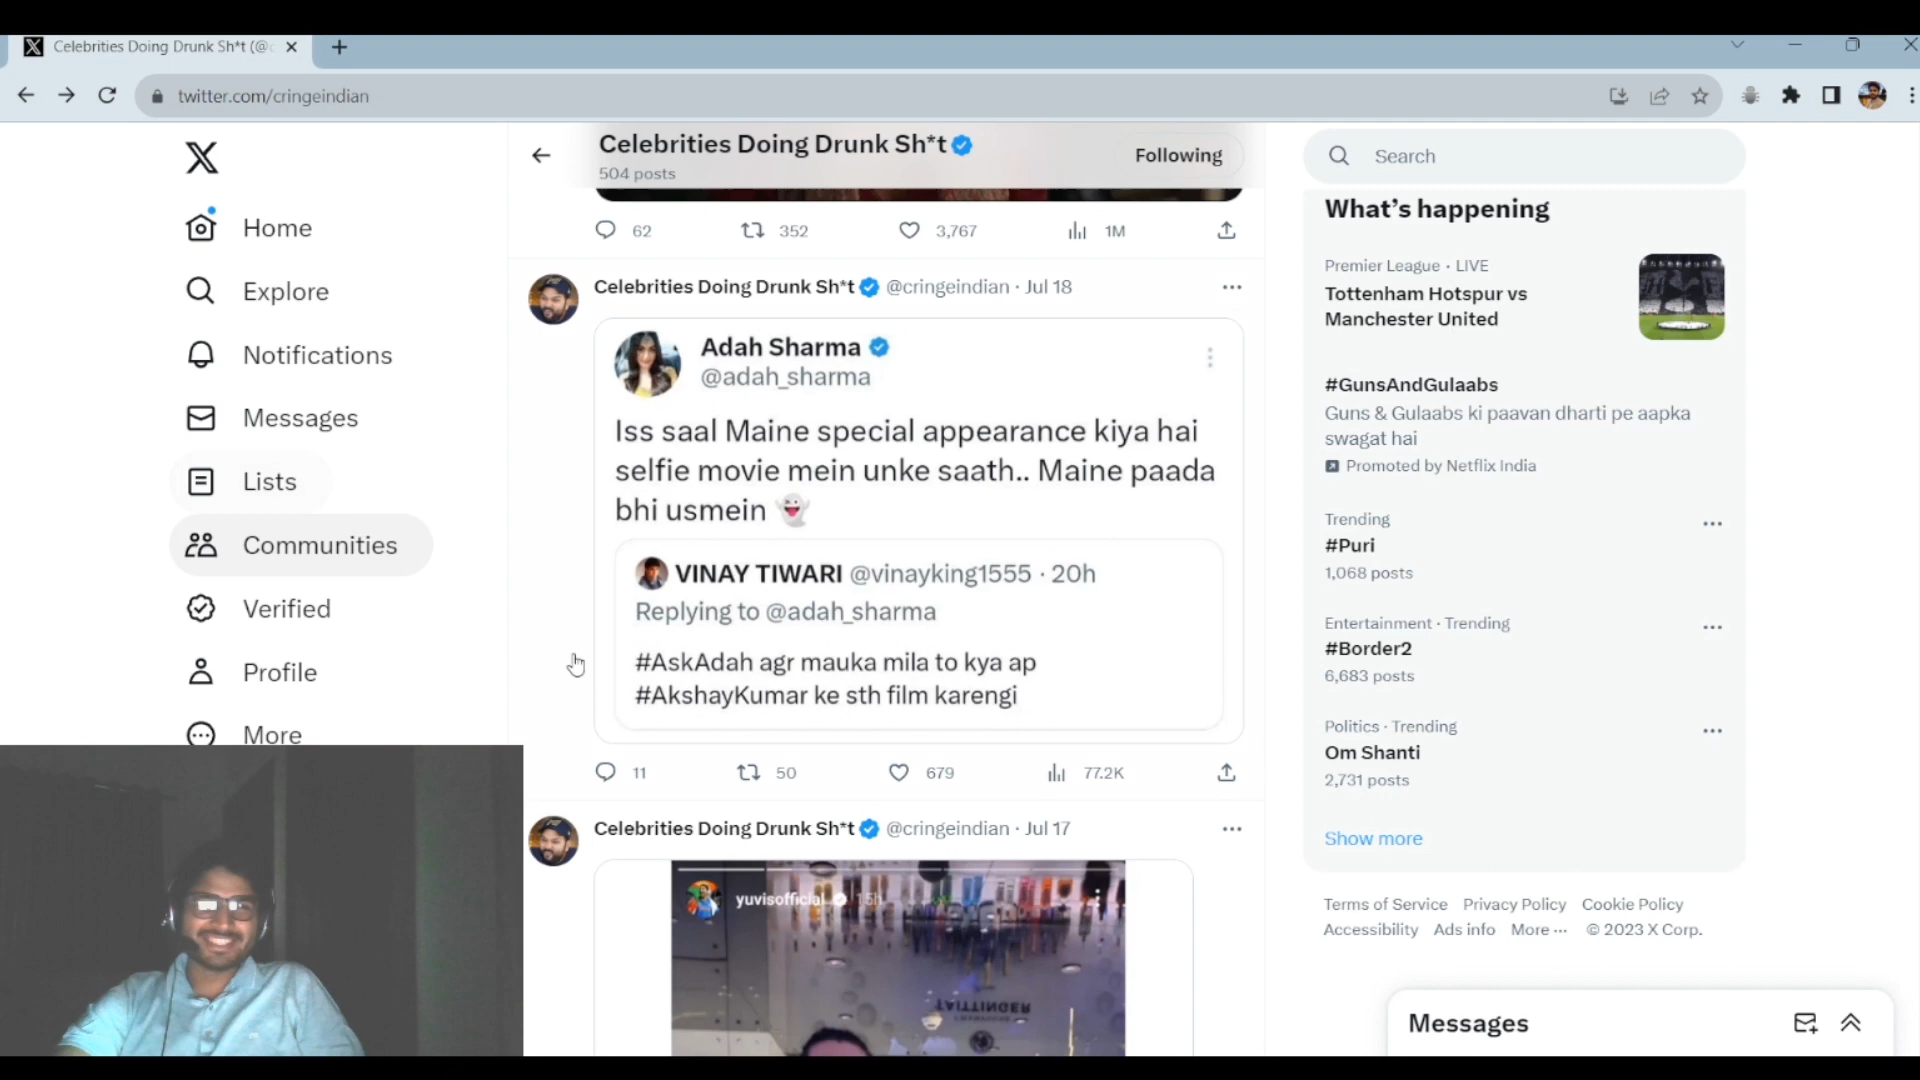 Celebrities Doing Drunk Sh*t (@c
twitter.com/cringeindian
X
Home
Explore
Notifications
Messages
Lists
Communities
Verified
Profile
More
Celebrities Doing Drunk Sh*t
504 posts
Following
62 352 3,767 1M
Celebrities Doing Drunk Sh*t @cringeindian · Jul 18
Adah Sharma
@adah_sharma
Iss saal Maine special appearance kiya hai
selfie movie mein unke saath.. Maine paada
bhi usmein 👻
VINAY TIWARI @vinayking1555 · 20h
Replying to @adah_sharma
#AskAdah agr mauka mila to kya ap
#AkshayKumar ke sth film karengi
11 50 679 77.2K
Celebrities Doing Drunk Sh*t @cringeindian · Jul 17
yuvisofficial 15h
TAITTINGER
Search
What's happening
Premier League · LIVE
Tottenham Hotspur vs
Manchester United
#GunsAndGulaabs
Guns & Gulaabs ki paavan dharti pe aapka
swagat hai
Promoted by Netflix India
Trending
#Puri
1,068 posts
Entertainment · Trending
#Border2
6,683 posts
Politics · Trending
Om Shanti
2,731 posts
Show more
Terms of Service Privacy Policy Cookie Policy
Accessibility Ads info More ··· © 2023 X Corp.
Messages